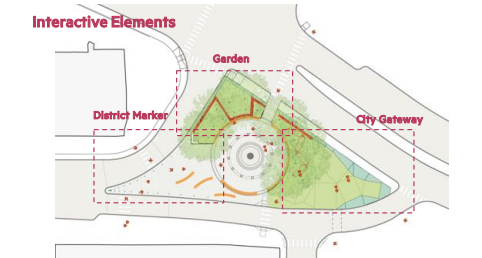 Interactive Elements
Garden
District Marker
City Gateway